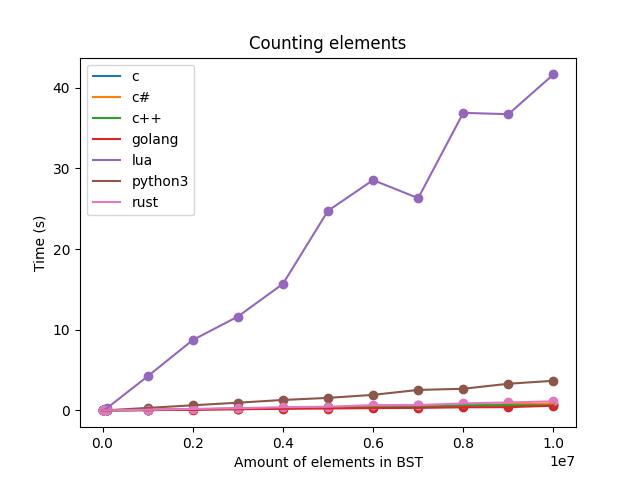 Counting elements
c
c#
c++
golang
lua
python3
rust
Time (s)
40
30
20
10
0
0.0 0.2 0.4 0.6 0.8 1.0
1e7
Amount of elements in BST